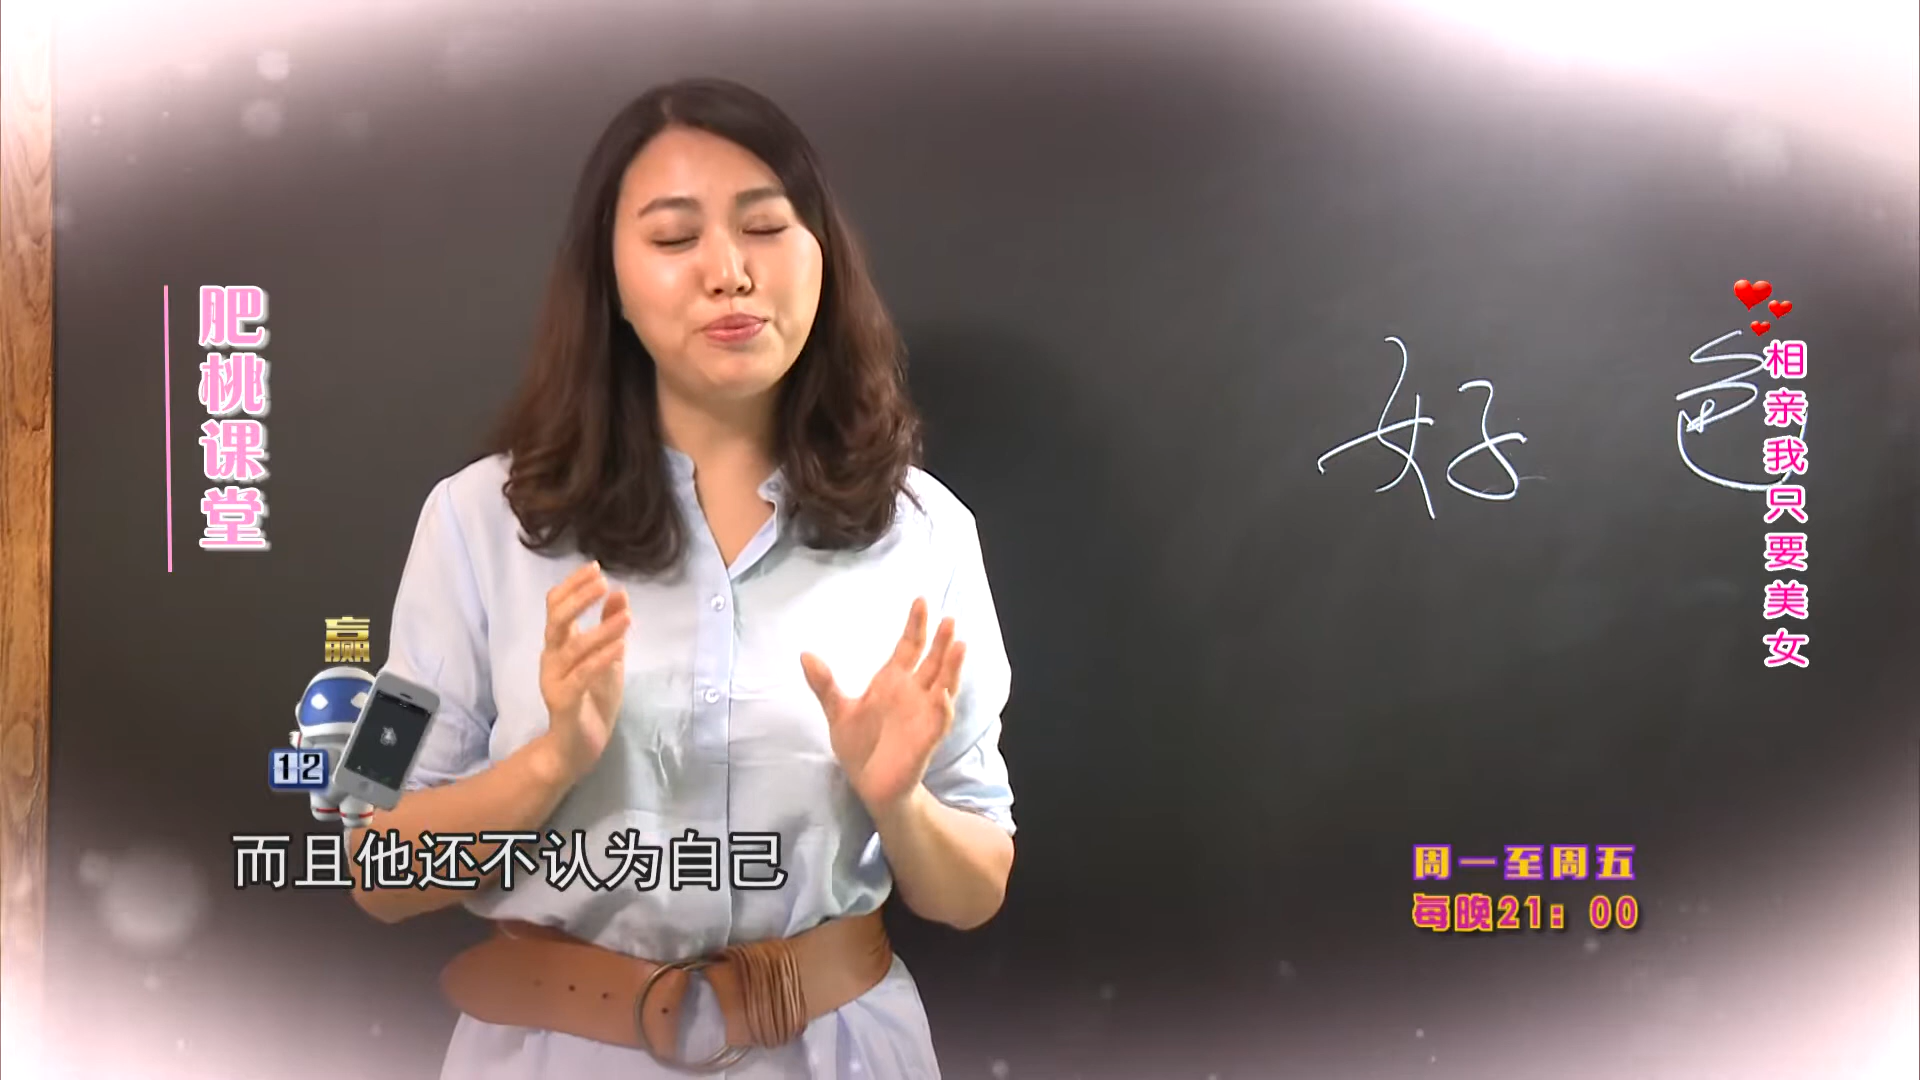 肥桃课堂
好色
相亲我只要美女
赢
12
而且他还不认为自己
周一至周五
每晚21：00